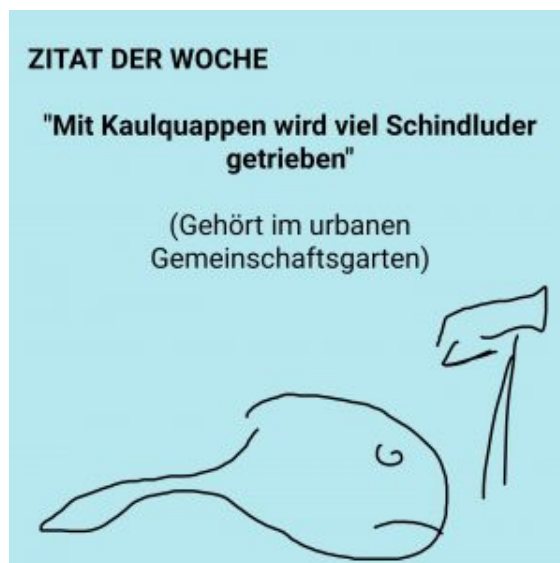 ZITAT DER WOCHE
"Mit Kaulquappen wird viel Schindluder
getrieben"
(Gehört im urbanen
Gemeinschaftsgarten)